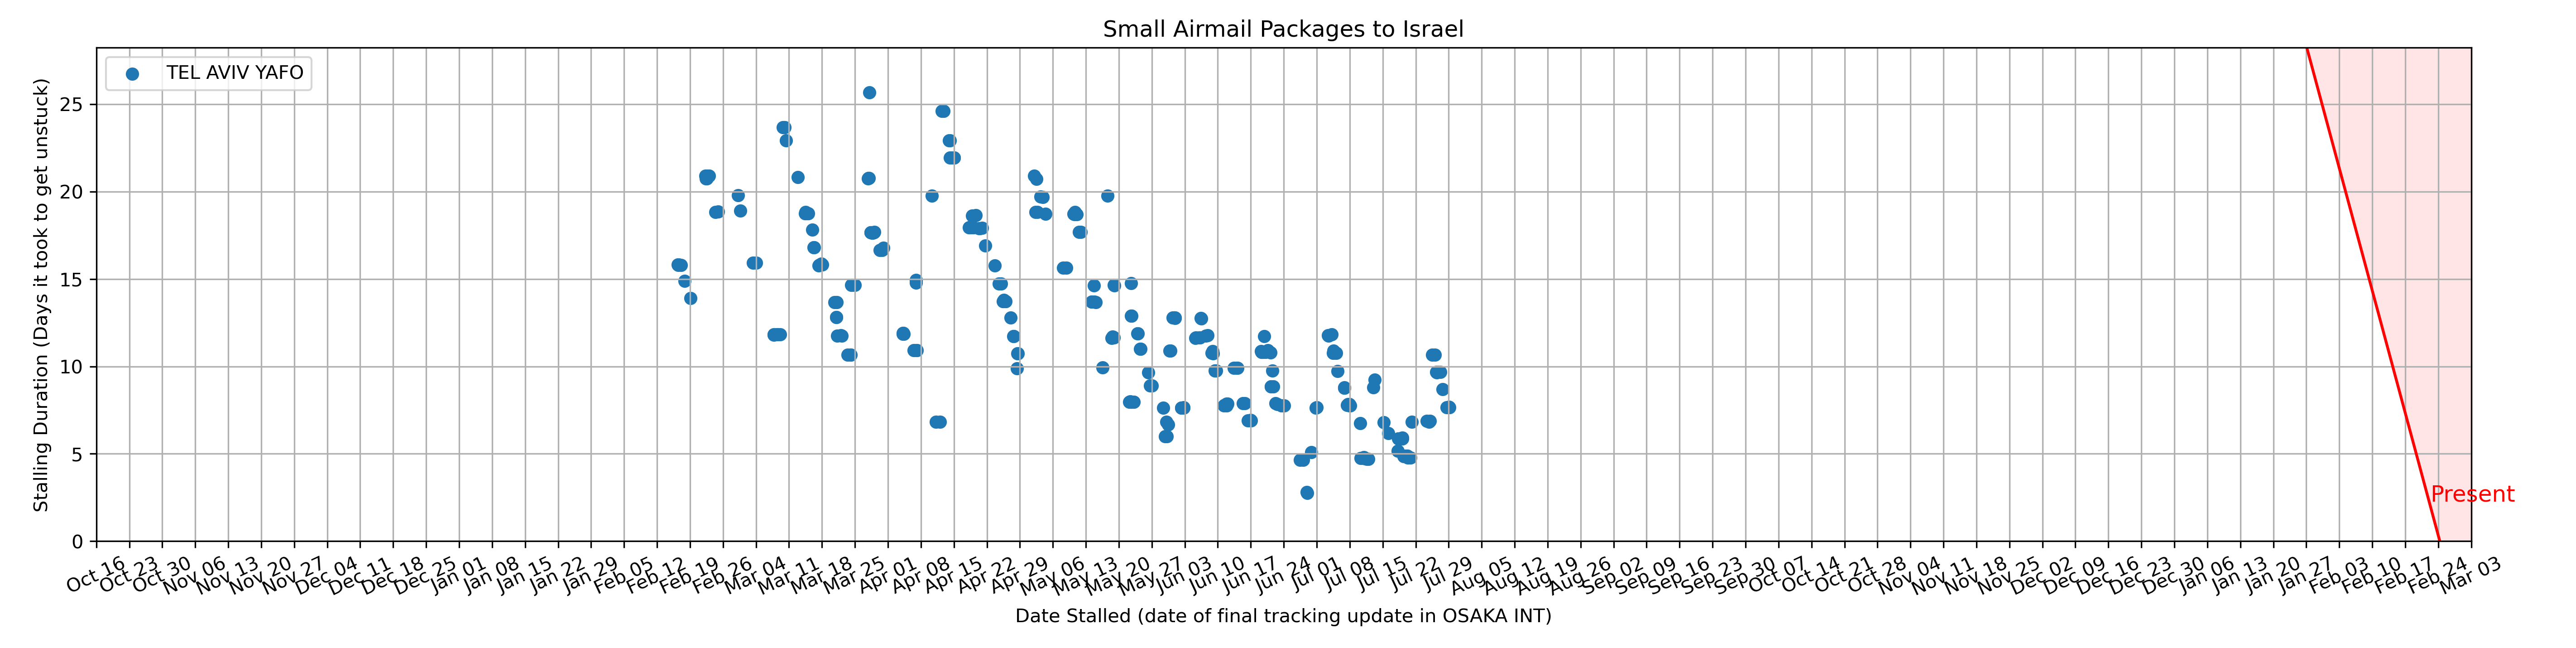 Small Airmail Packages to Israel
TEL AVIV YAFO
Stalling Duration (Days it took to get unstuck)
25
20
15
10
5
0
Present
Oct 16 Oct 23 Oct 30 Nov 06 Nov 13 Nov 20 Nov 27 Dec 04 Dec 11 Dec 18 Dec 25 Jan 01 Jan 08 Jan 15 Jan 22 Jan 29 Feb 05 Feb 12 Feb 19 Feb 26 Mar 04 Mar 11 Mar 18 Mar 25 Apr 01 Apr 08 Apr 15 Apr 22 Apr 29 May 06 May 13 May 20 May 27 Jun 03 Jun 10 Jun 17 Jun 24 Jul 01 Jul 08 Jul 15 Jul 22 Jul 29 Aug 05 Aug 12 Aug 19 Aug 26 Sep 02 Sep 09 Sep 16 Sep 23 Sep 30 Oct 07 Oct 14 Oct 21 Oct 28 Nov 04 Nov 11 Nov 18 Nov 25 Dec 02 Dec 09 Dec 16 Dec 23 Dec 30 Jan 06 Jan 13 Jan 20 Jan 27 Feb 03 Feb 10 Feb 17 Feb 24 Mar 03
Date Stalled (date of final tracking update in OSAKA INT)